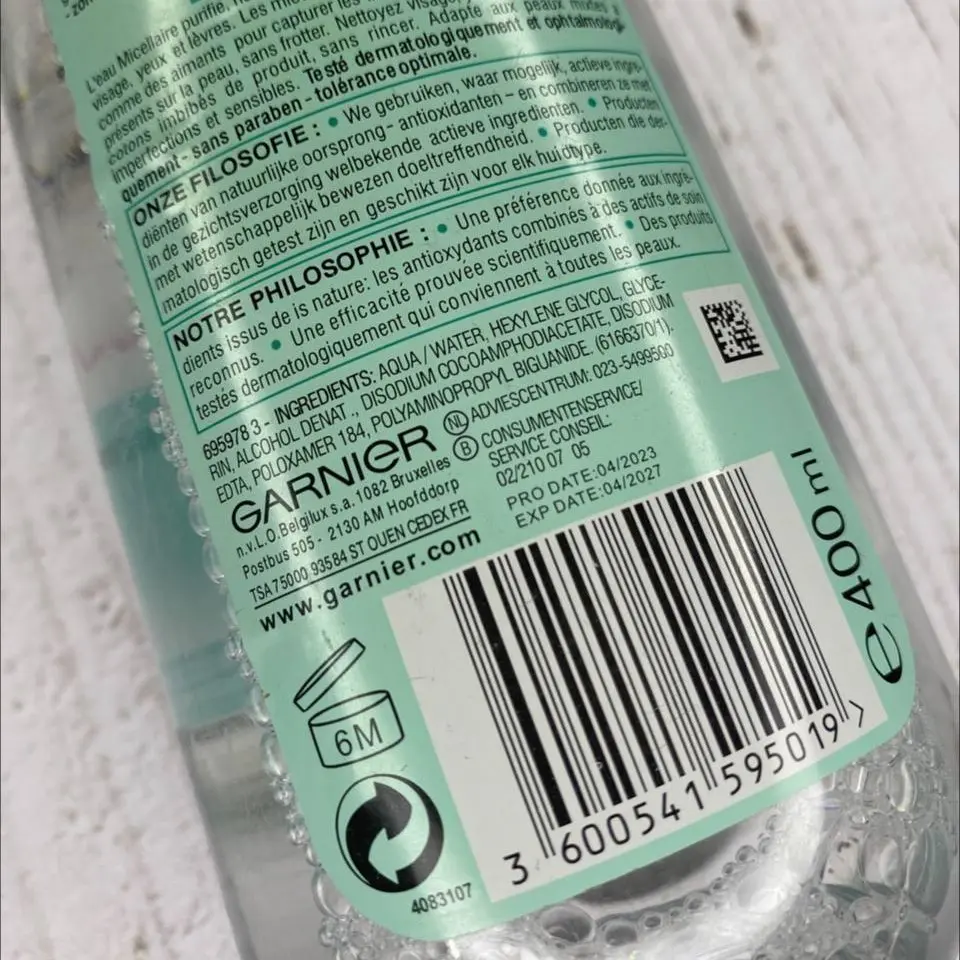 L'eau Micellaire purifie,
visage, yeux et lèvres. Les
comme des aimants pour capturer les
présents sur la peau, sans frotter. Nettoyez visage,
cotons imbibés de produit, sans rincer. Adapté aux peaux mixtes à
imperfections et sensibles. Testé dermatologiquement et ophtalmologi-
quement - sans paraben - tolérance optimale.
ONZE FILOSOFIE : • We gebruiken, waar mogelijk, actieve ingre-
diënten van natuurlijke oorsprong- antioxidanten – en combineren ze met
in de gezichtsverzorging welbekende actieve ingrediënten. • Producten
met wetenschappelijk bewezen doeltreffendheid. • Producten die der-
matologisch getest zijn en geschikt zijn voor elk huidtype.
NOTRE PHILOSOPHIE : • Une préférence donnée aux ingré-
dients issus de is nature: les antioxydants combinés à des actifs de soin
reconnus. • Une efficacité prouvée scientifiquement. • Des produits
testés dermatologiquement qui conviennent à toutes les peaux.
695978 3 - INGREDIENTS: AQUA / WATER, HEXYLENE GLYCOL, GLYCE-
RIN, ALCOHOL DENAT ., DISODIUM COCOAMPHODIACETATE, DISODIUM
EDTA, POLOXAMER 184, POLYAMINOPROPYL BIGUANIDE. (6166370/1).
GARNIER
NL ADVIESCENTRUM: 023-5499500
B CONSUMENTENSERVICE/
SERVICE CONSEIL:
02/210 07 05
n.v.L.O.Belgilux s.a. 1082 Bruxelles
Postbus 505 - 2130 AM Hoofddorp
TSA 75000 93584 ST OUEN CEDEX FR
www.garnier.com
PRO DATE:04/2023
EXP DATE:04/2027
e400 ml
6M
3 600541 595019 >
4083107